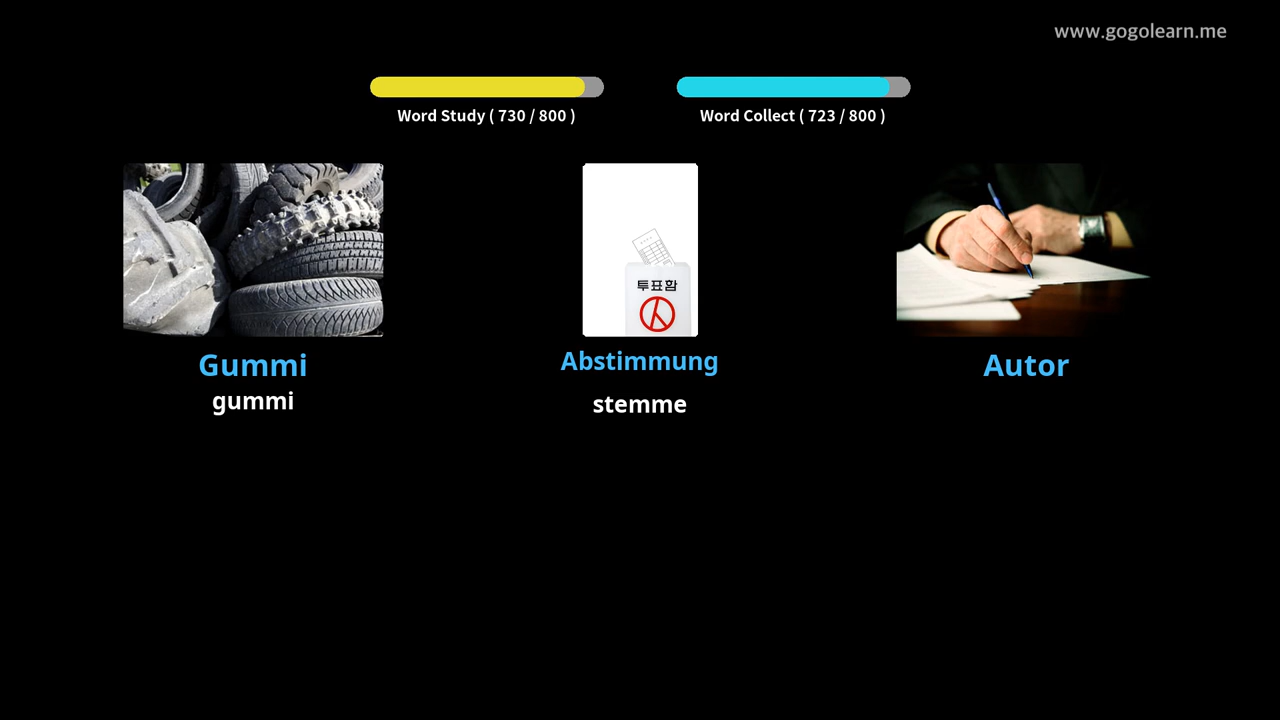 www.gogolearn.me
Word Study ( 730 / 800 )
Word Collect ( 723 / 800 )
투표함
Gummi
gummi
Abstimmung
stemme
Autor